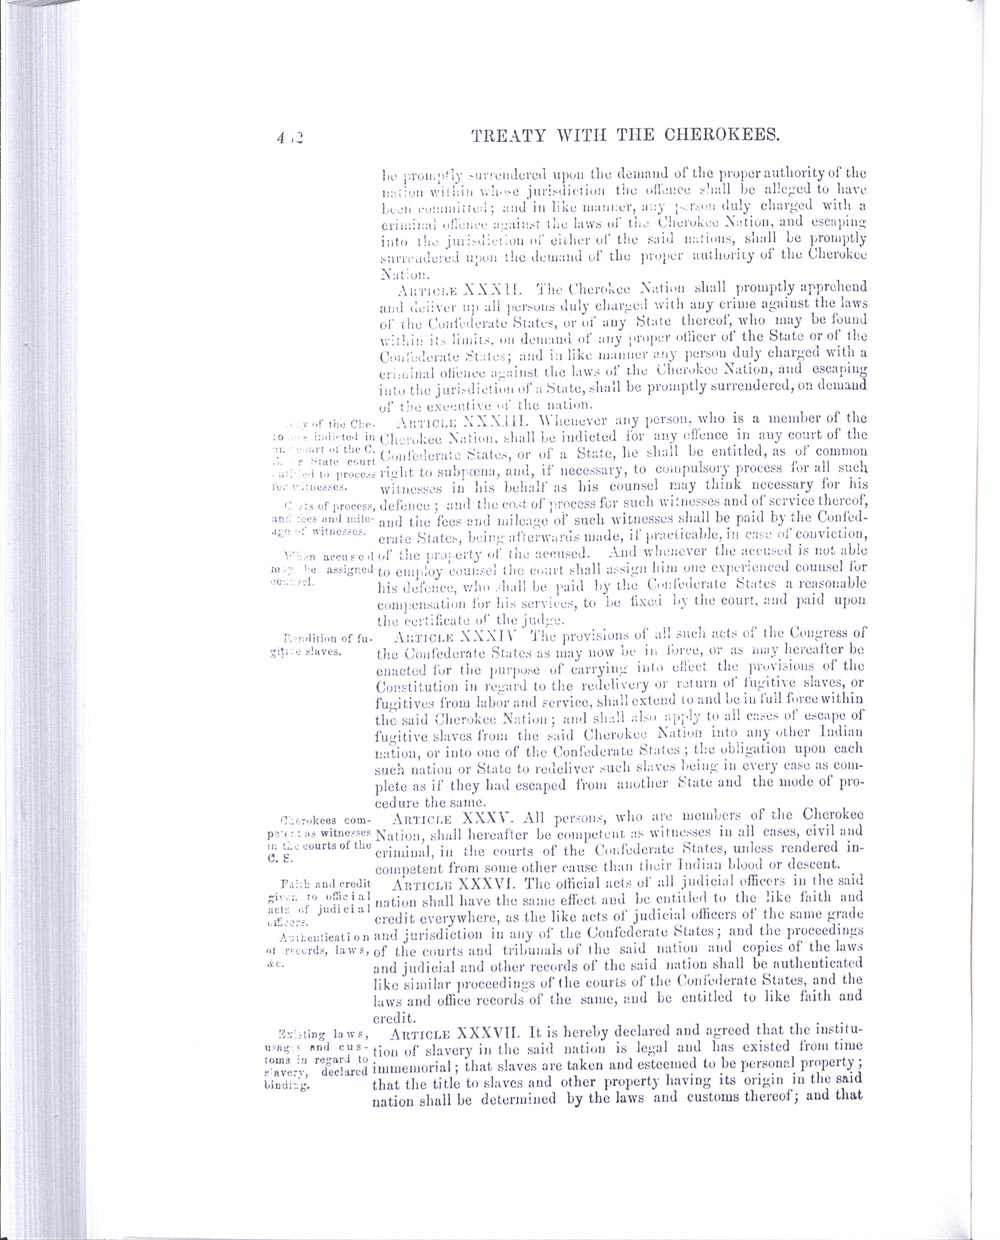 TREATY WITH THE CHEROKEES.
be promptly surrendered upon the demand of the proper authority of the
nation within whose jurisdiction the offence shall be alleged to have
been committed; and in like manner, any person duly charged with a
criminal offence against the laws of the Cherokee Nation, and escaping
into the jurisdiction of either of the said nations, shall be promptly
surrendered upon the demand of the proper authority of the Cherokee
Nation.
ARTICLE XXXII. The Cherokee Nation shall promptly apprehend
and deliver up all persons duly charged with any crime against the laws
of the Confederate States, or of any State thereof, who may be found
within its limits, on demand of any proper officer of the State or of the
Confederate States; and in like manner any person duly charged with a
criminal offence against the laws of the Cherokee Nation, and escaping
into the jurisdiction of a State, shall be promptly surrendered, on demand
of the executive of the nation.
of the Che-
indicted in
court of the C.
State court
to process
for witnesses.
ARTICLE XXXIII. Whenever any person, who is a member of the
Cherokee Nation, shall be indicted for any offence in any court of the
Confederate States, or of a State, he shall be entitled, as of common
right to subpœna, and, if necessary, to compulsory process for all such
witnesses in his behalf as his counsel may think necessary for his
Costs of process,
and fees and mile-
age of witnesses.
defence; and the cost of process for such witnesses and of service thereof,
and the fees and mileage of such witnesses shall be paid by the Confed-
erate States, being afterwards made, if practicable, in case of conviction,
When accused
may be assigned
counsel.
of the property of the accused. And whenever the accused is not able
to employ counsel the court shall assign him one experienced counsel for
his defence, who shall be paid by the Confederate States a reasonable
compensation for his services, to be fixed by the court, and paid upon
the certificate of the judge.
Rendition of fu-
gitive slaves.
ARTICLE XXXIV The provisions of all such acts of the Congress of
the Confederate States as may now be in force, or as may hereafter be
enacted for the purpose of carrying into effect the provisions of the
Constitution in regard to the redelivery or return of fugitive slaves, or
fugitives from labor and service, shall extend to and be in full force within
the said Cherokee Nation; and shall also apply to all cases of escape of
fugitive slaves from the said Cherokee Nation into any other Indian
nation, or into one of the Confederate States; the obligation upon each
such nation or State to redeliver such slaves being in every case as com-
plete as if they had escaped from another State and the mode of pro-
cedure the same.
Cherokees com-
petent as witnesses
in the courts of the
C. S.
ARTICLE XXXV. All persons, who are members of the Cherokee
Nation, shall hereafter be competent as witnesses in all cases, civil and
criminal, in the courts of the Confederate States, unless rendered in-
competent from some other cause than their Indian blood or descent.
Faith and credit
given to official
acts of judicial
officers.
ARTICLE XXXVI. The official acts of all judicial officers in the said
nation shall have the same effect and be entitled to the like faith and
credit everywhere, as the like acts of judicial officers of the same grade
Authentication
of records, laws,
&c.
and jurisdiction in any of the Confederate States; and the proceedings
of the courts and tribunals of the said nation and copies of the laws
and judicial and other records of the said nation shall be authenticated
like similar proceedings of the courts of the Confederate States, and the
laws and office records of the same, and be entitled to like faith and
credit.
Existing laws,
usages and cus-
toms in regard to
slavery, declared
binding.
ARTICLE XXXVII. It is hereby declared and agreed that the institu-
tion of slavery in the said nation is legal and has existed from time
immemorial; that slaves are taken and esteemed to be personal property;
that the title to slaves and other property having its origin in the said
nation shall be determined by the laws and customs thereof; and that